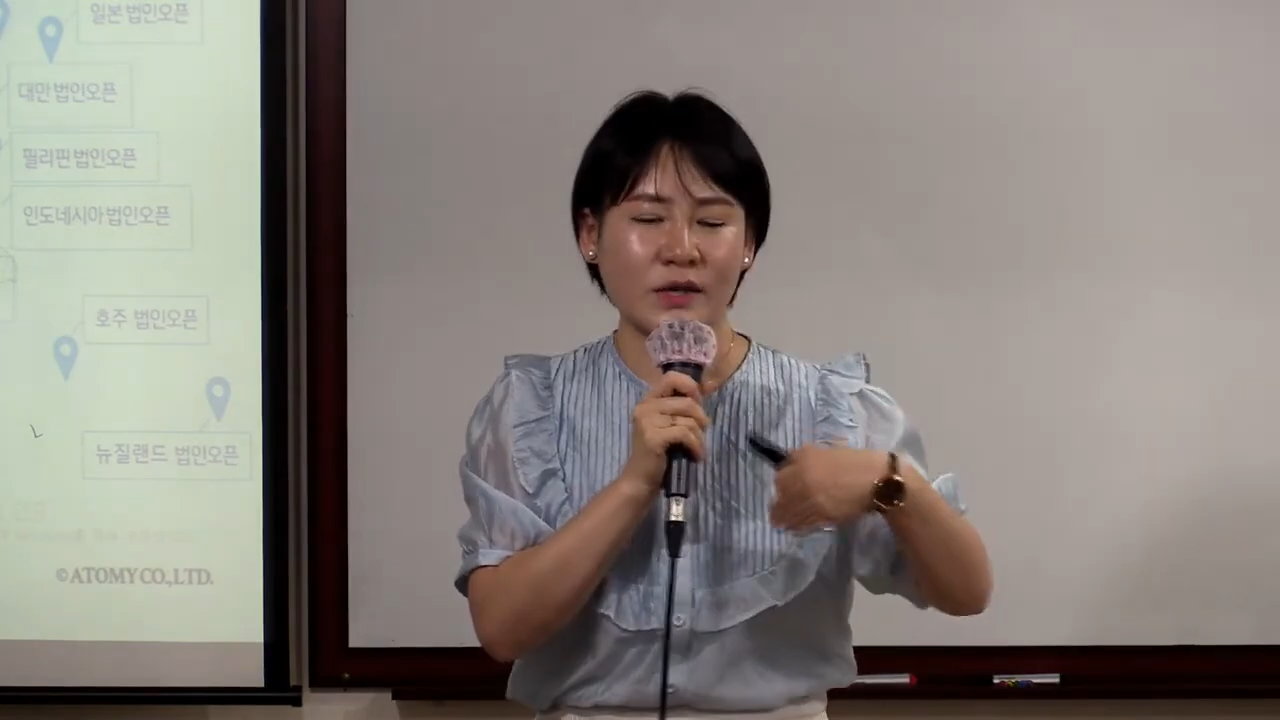 일본 법인오픈
대만 법인오픈
필리핀 법인오픈
인도네시아 법인오픈
호주 법인오픈
뉴질랜드 법인오픈
©ATOMY CO.,LTD.